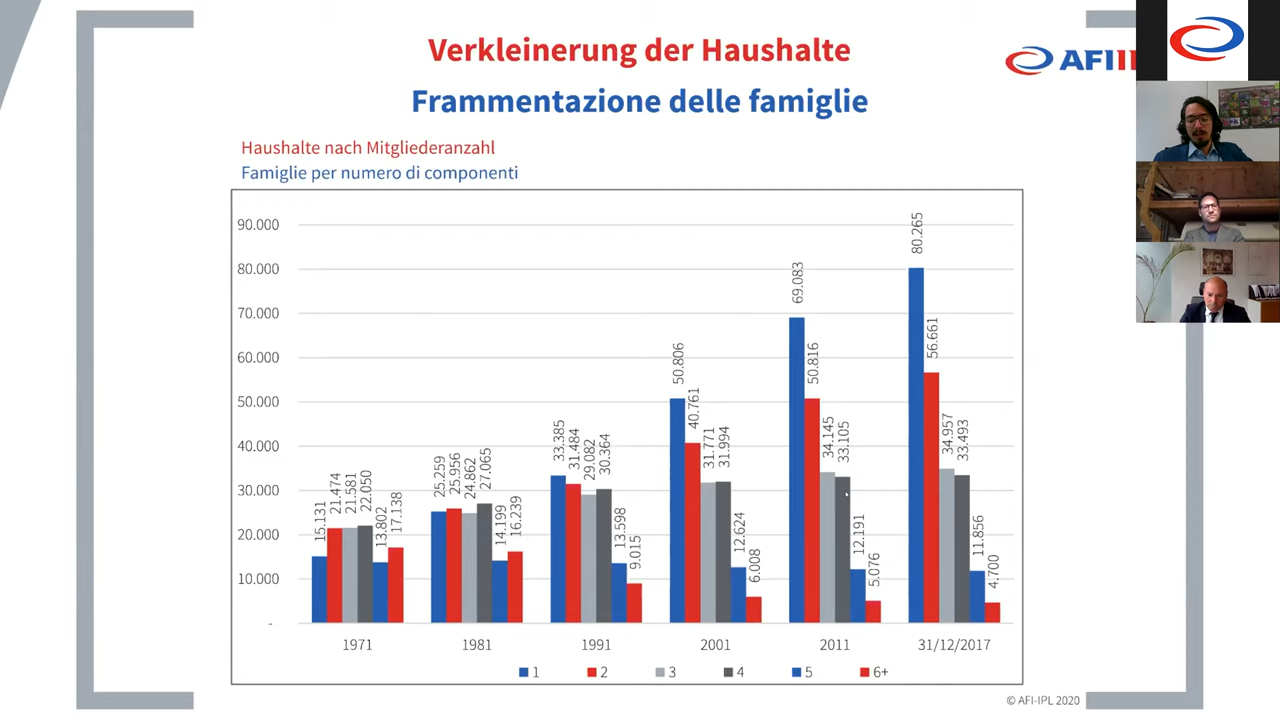 Verkleinerung der Haushalte
Frammentazione delle famiglie
AFI
Haushalte nach Mitgliederanzahl
Famiglie per numero di componenti
90.000
80.000
70.000
60.000
50.000
40.000
30.000
20.000
10.000
-
15.131 21.474 21.581 22.050 13.802 17.138
25.259 25.956 24.862 27.065 14.199 16.239
33.385 31.484 29.082 30.364 13.598 9.015
50.806 40.761 31.771 31.994 12.624 6.008
69.083 50.816 34.145 33.105 12.191 5.076
80.265 56.661 34.957 33.493 11.856 4.700
1971 1981 1991 2001 2011 31/12/2017
1 2 3 4 5 6+
© AFI-IPL 2020